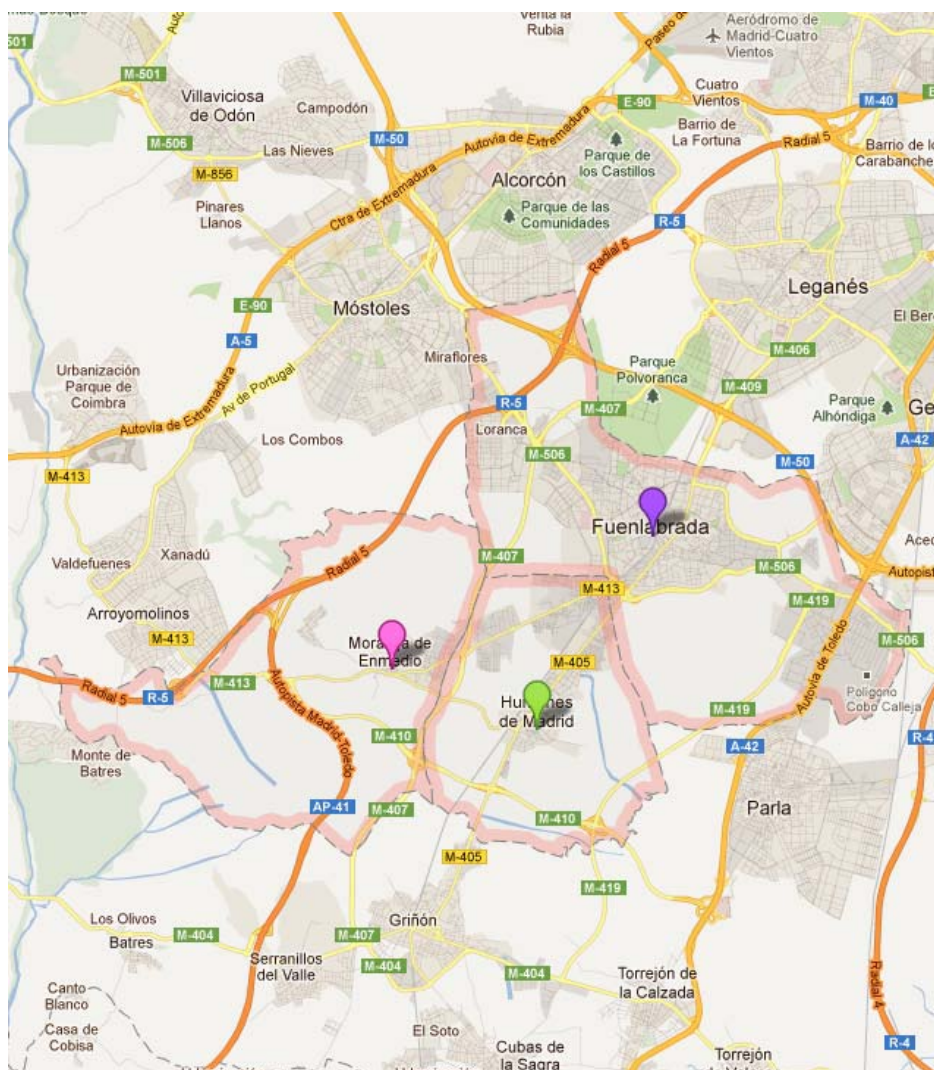 501
M-501
Villaviciosa
de Odón
Campodón
M-506
Las Nieves
M-50
M-856
Pinares
Llanos
Ctra de Extremadura
Autovía de Extremadura
Alcorcón
Parque de las
Comunidades
Parque de
los Castillos
E-90
Venta la
Rubia
Paseo de
Aeródromo de
Madrid-Cuatro
Vientos
Cuatro
Vientos
M-40
Barrio de
La Fortuna
Radial 5
Barrio de
Carabanche
R-5
Radial 5
Leganés
El Ber
E-90
A-5
Móstoles
Miraflores
Av de Portugal
Urbanización
Parque de
Coimbra
Autovía de Extremadura
Los Combos
M-413
R-5
Loranca
M-407
M-506
Parque
Polvoranca
M-406
M-409
Parque
Alhóndiga
Ge
A-42
M-50
Fuenlabrada
Valdefuenes
Xanadú
Arroyomolinos
M-413
Radial 5
M-407
M-413
M-506
M-419
Autopist
M-506
Autovía de Toledo
Polígono
Cobo Calleja
Enmedio
M-405
de Madrid
M-413
R-5
Radial 5
Autopista Madrid-Toledo
M-410
M-419
A-42
R-4
Monte de
Batres
AP-41
M-407
M-410
Parla
M-405
M-419
Griñón
Los Olivos
Batres
M-404
M-407
Serranillos
del Valle
M-404
M-404
Torrejón de
la Calzada
Radial 4
Canto
Blanco
Casa de
Cobisa
El Soto
Cubas de
la Sagra
Torrejón
R-4